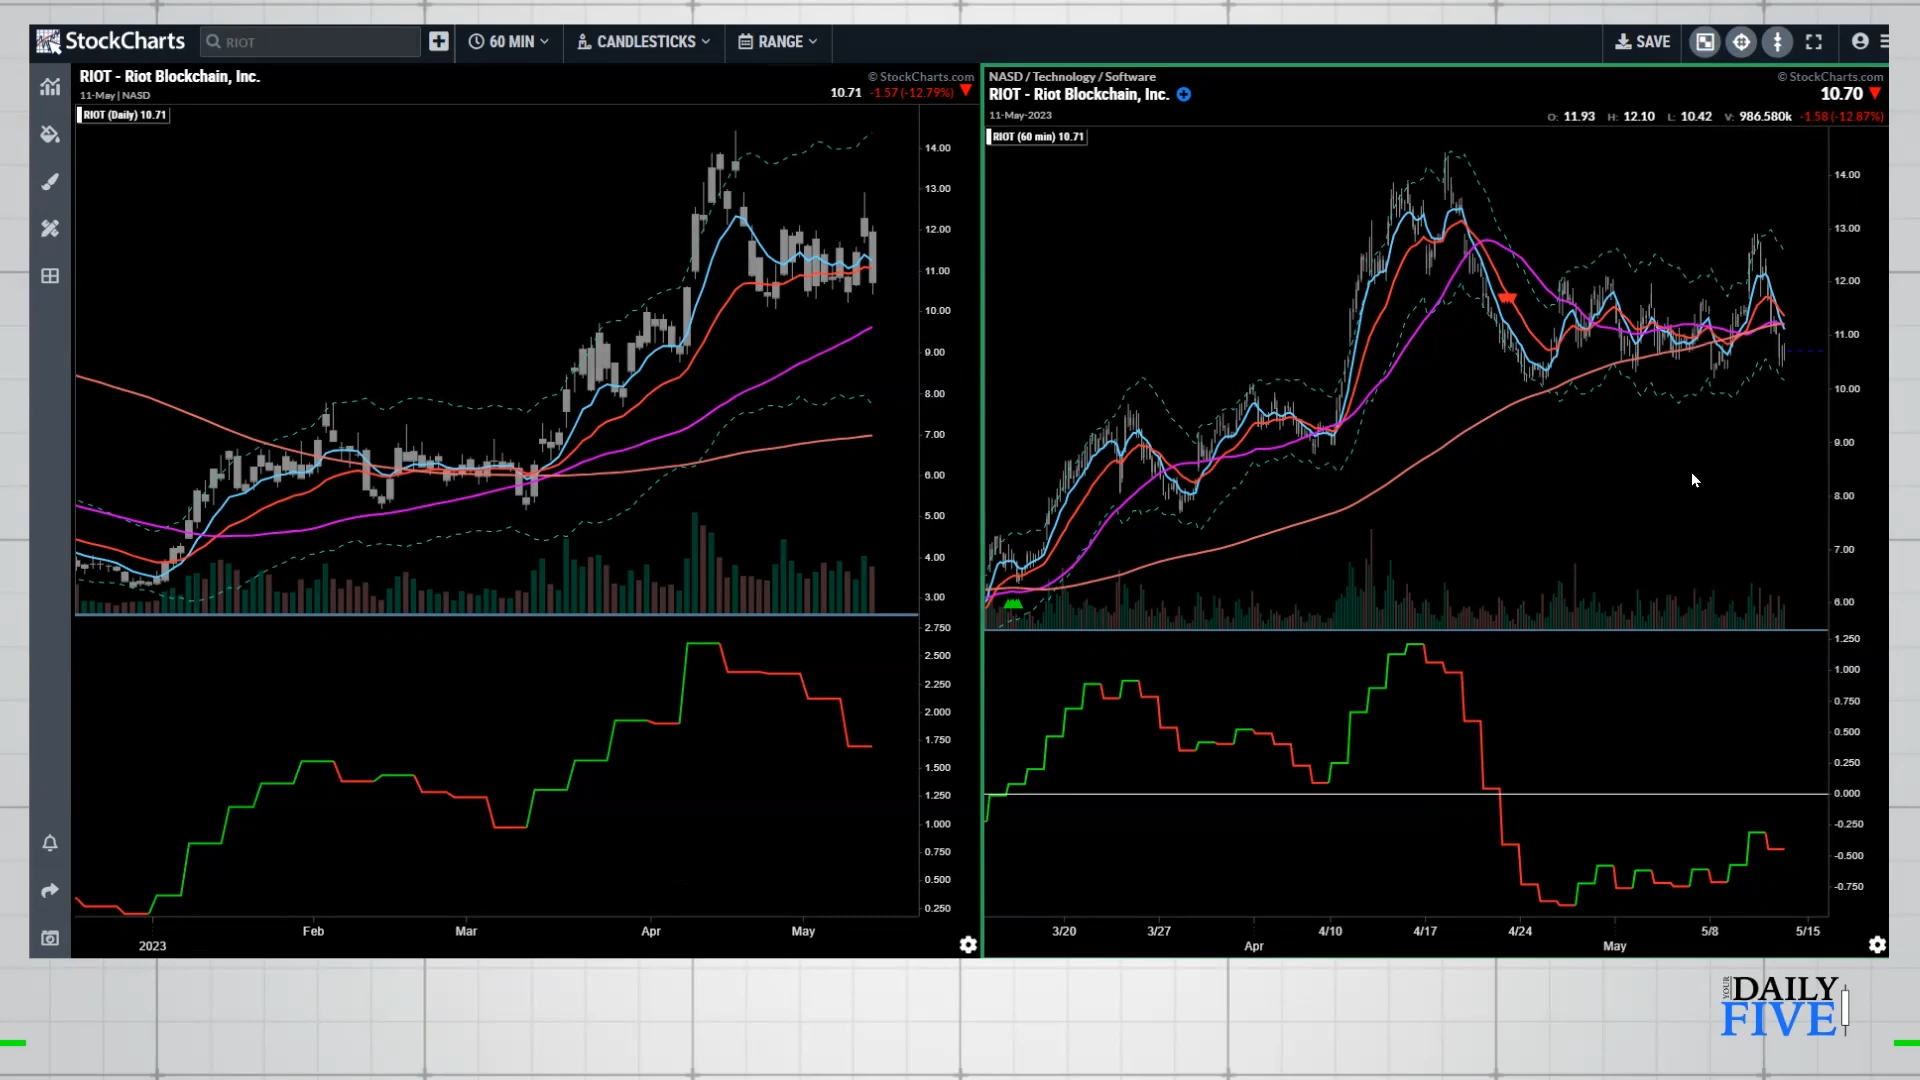 StockCharts
RIOT
60 MIN
CANDLESTICKS
RANGE
SAVE
RIOT - Riot Blockchain, Inc.
© StockCharts.com
11-May | NASD
10.71 -1.57 (-12.79%)
RIOT (Daily) 10.71
14.00
13.00
12.00
11.00
10.00
9.00
8.00
7.00
6.00
5.00
4.00
3.00
2.750
2.500
2.250
2.000
1.750
1.500
1.250
1.000
0.750
0.500
0.250
Feb
Mar
Apr
May
2023
NASD / Technology / Software
© StockCharts.com
RIOT - Riot Blockchain, Inc.
10.70
11-May-2023
O: 11.93 H: 12.10 L: 10.42 V: 986.580k -1.58 (-12.87%)
RIOT (60 min) 10.71
14.00
13.00
12.00
11.00
10.00
9.00
8.00
7.00
6.00
1.250
1.000
0.750
0.500
0.250
0.000
-0.250
-0.500
-0.750
3/20
3/27
4/10
4/17
4/24
5/8
5/15
Apr
May
YOUR
DAILY
FIVE